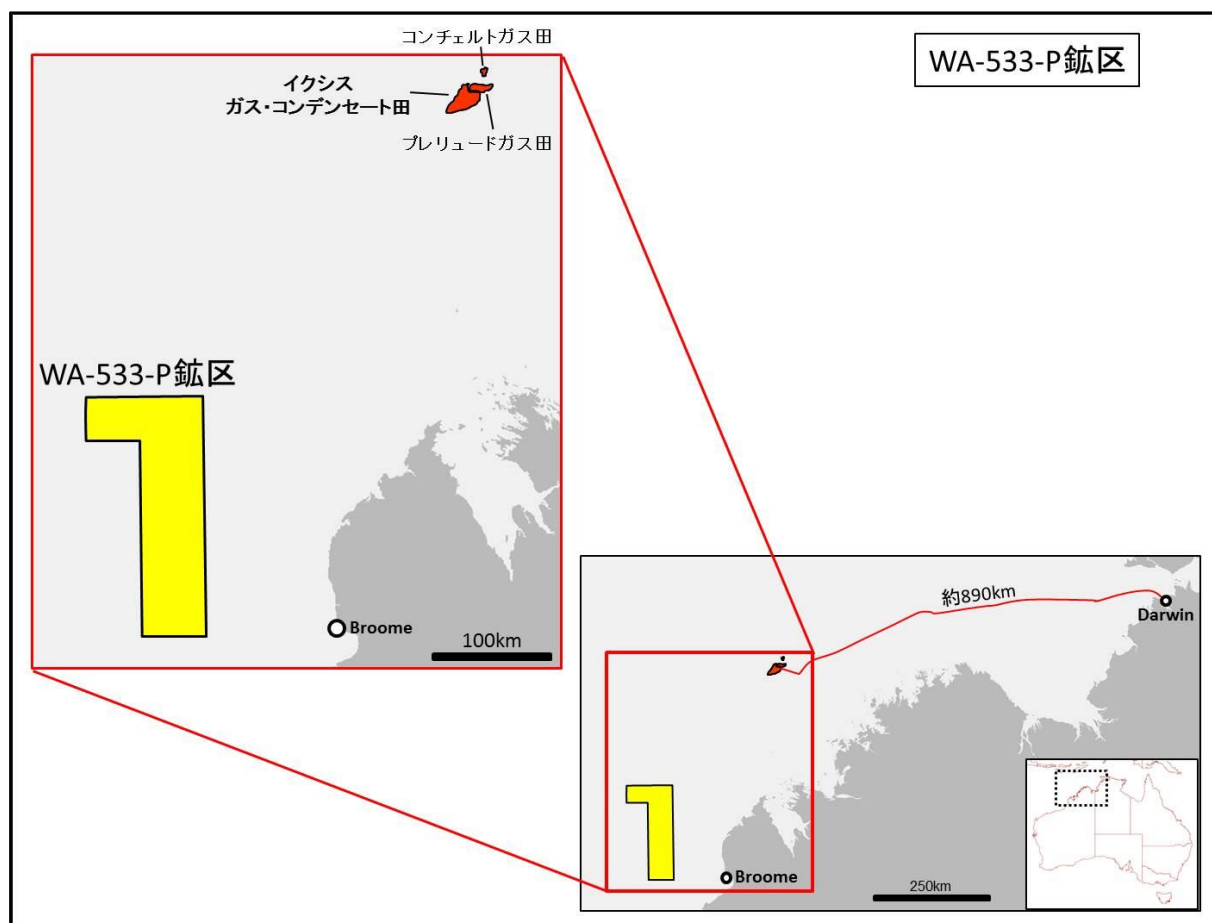 WA-533-P鉱区
コンチェルトガス田
イクシス
ガス・コンデンセート田
プレリュードガス田
WA-533-P鉱区
Broome
100km
約890km
Darwin
Broome
250km